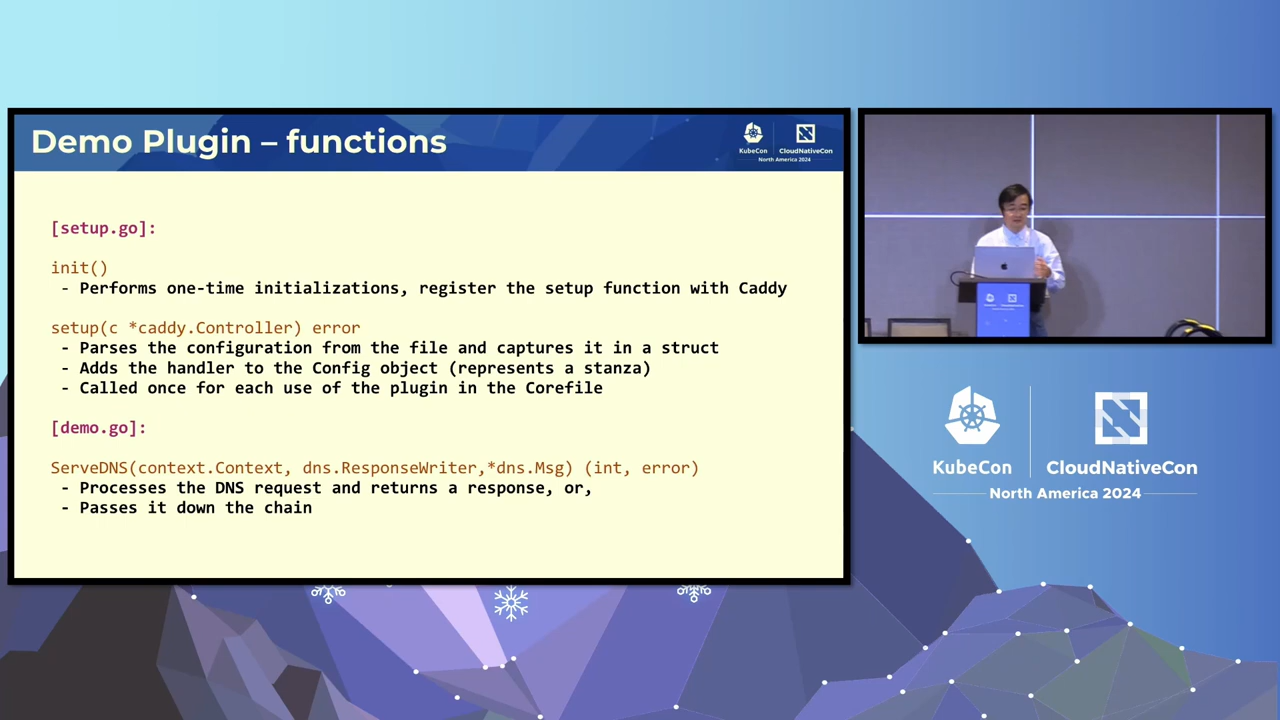 Demo Plugin – functions
KubeCon
CloudNativeCon
North America 2024
[setup.go]:
init()
- Performs one-time initializations, register the setup function with Caddy
setup(c *caddy.Controller) error
- Parses the configuration from the file and captures it in a struct
- Adds the handler to the Config object (represents a stanza)
- Called once for each use of the plugin in the Corefile
[demo.go]:
ServeDNS(context.Context, dns.ResponseWriter,*dns.Msg) (int, error)
- Processes the DNS request and returns a response, or,
- Passes it down the chain
KubeCon
CloudNativeCon
North America 2024